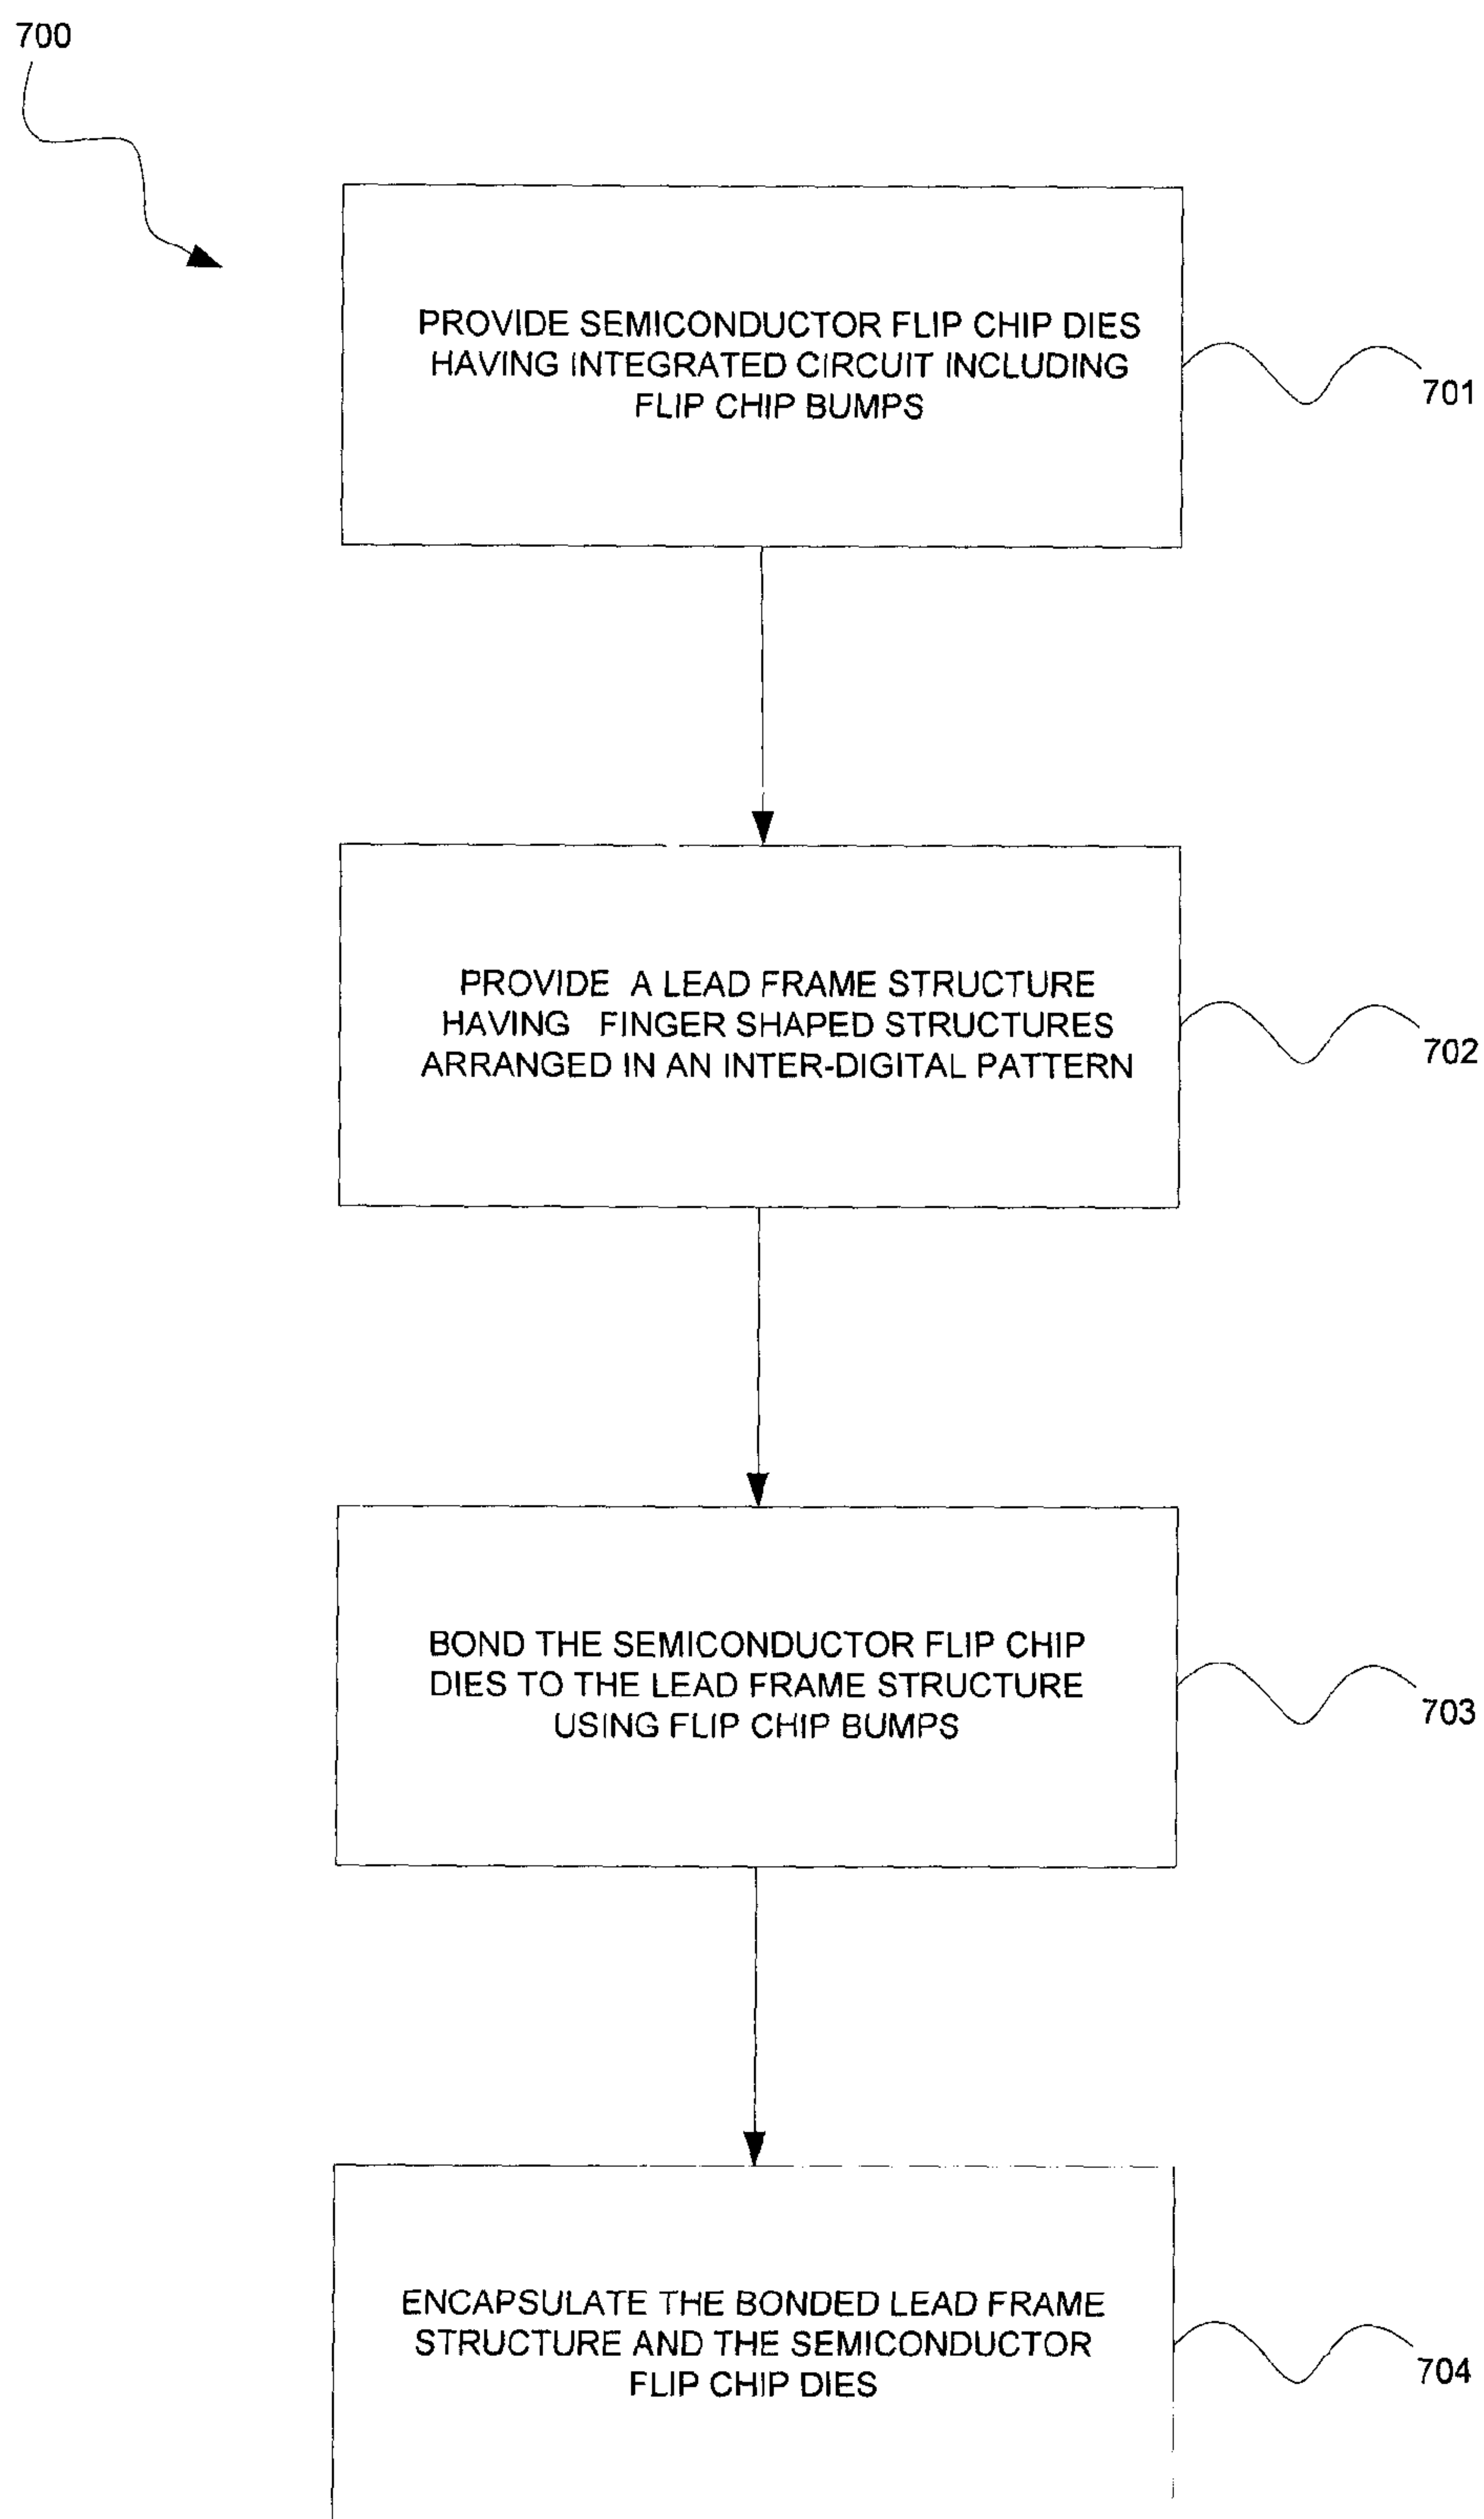 700
PROVIDE SEMICONDUCTOR FLIP CHIP DIES
HAVING INTEGRATED CIRCUIT INCLUDING
FLIP CHIP BUMPS
701
PROVIDE A LEAD FRAME STRUCTURE
HAVING FINGER SHAPED STRUCTURES
ARRANGED IN AN INTER-DIGITAL PATTERN
702
BOND THE SEMICONDUCTOR FLIP CHIP
DIES TO THE LEAD FRAME STRUCTURE
USING FLIP CHIP BUMPS
703
ENCAPSULATE THE BONDED LEAD FRAME
STRUCTURE AND THE SEMICONDUCTOR
FLIP CHIP DIES
704